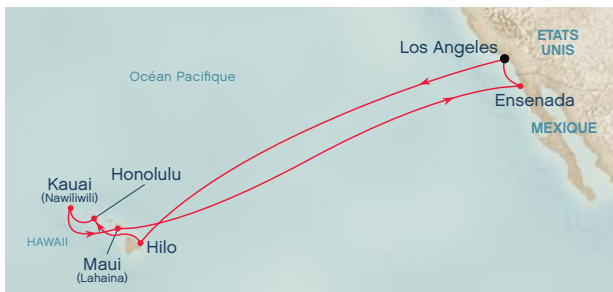 Los Angeles
ETATS
UNIS
Océan Pacifique
Ensenada
MEXIQUE
Honolulu
Kauai
(Nawiliwili)
HAWAII
Hilo
Maui
(Lahaina)